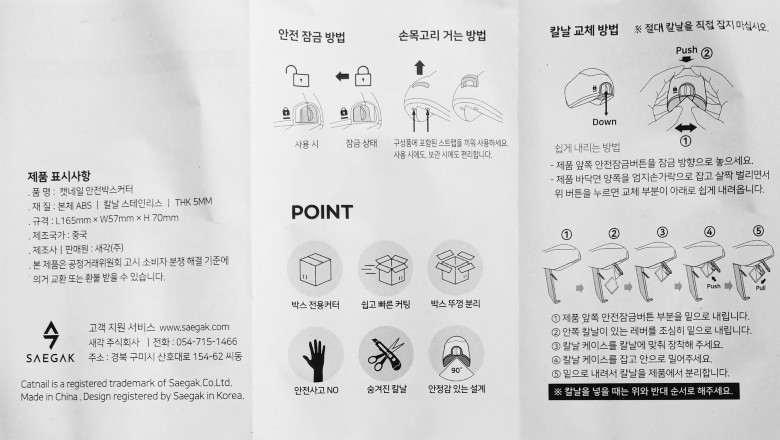 제품 표시사항
. 품 명 : 캣네일 안전박스커터
. 재 질 : 본체 ABS | 칼날 스테인리스 | THK 5MM
. 규격 : L165mm × W57mm × H 70mm
. 제조국가 : 중국
. 제조사 | 판매원 : 새각(주)
. 본 제품은 공정거래위원회 고시 소비자 분쟁 해결 기준에
의거 교환 또는 환불 받을 수 있습니다.
SAEGAK
고객 지원 서비스 www.saegak.com
새각 주식회사 | 전화 : 054-715-1466
주소 : 경북 구미시 산호대로 154-62 씨동
Catnail is a registered trademark of Saegak.Co.Ltd.
Made in China. Design registered by Saegak in Korea.
안전 잠금 방법
사용 시
잠금 상태
손목고리 거는 방법
구성품에 포함된 스트랩을 끼워 사용하세요.
사용 시에도, 보관 시에도 편리합니다.
POINT
박스 전용커터
쉽고 빠른 커팅
박스 뚜껑 분리
안전사고 NO
숨겨진 칼날
90°
안정감 있는 설계
칼날 교체 방법 ※ 절대 칼날을 직접 잡지 마십시오.
Push ②
Down
①
쉽게 내리는 방법
- 제품 앞쪽 안전잠금버튼을 잠금 방향으로 놓으세요.
- 제품 바닥면 양쪽을 엄지손가락으로 잡고 살짝 벌리면서
위 버튼을 누르면 교체 부분이 아래로 쉽게 내려옵니다.
① ② ③ ④ ⑤
Push
Pull
① 제품 앞쪽 안전잠금버튼 부분을 밑으로 내립니다.
② 안쪽 칼날이 있는 레버를 조심히 밑으로 내립니다.
③ 칼날 케이스를 칼날에 맞춰 장착해 주세요.
④ 칼날 케이스를 잡고 안으로 밀어주세요.
⑤ 밑으로 내려서 칼날을 제품에서 분리합니다.
※ 칼날을 넣을 때는 위와 반대 순서로 해주세요.